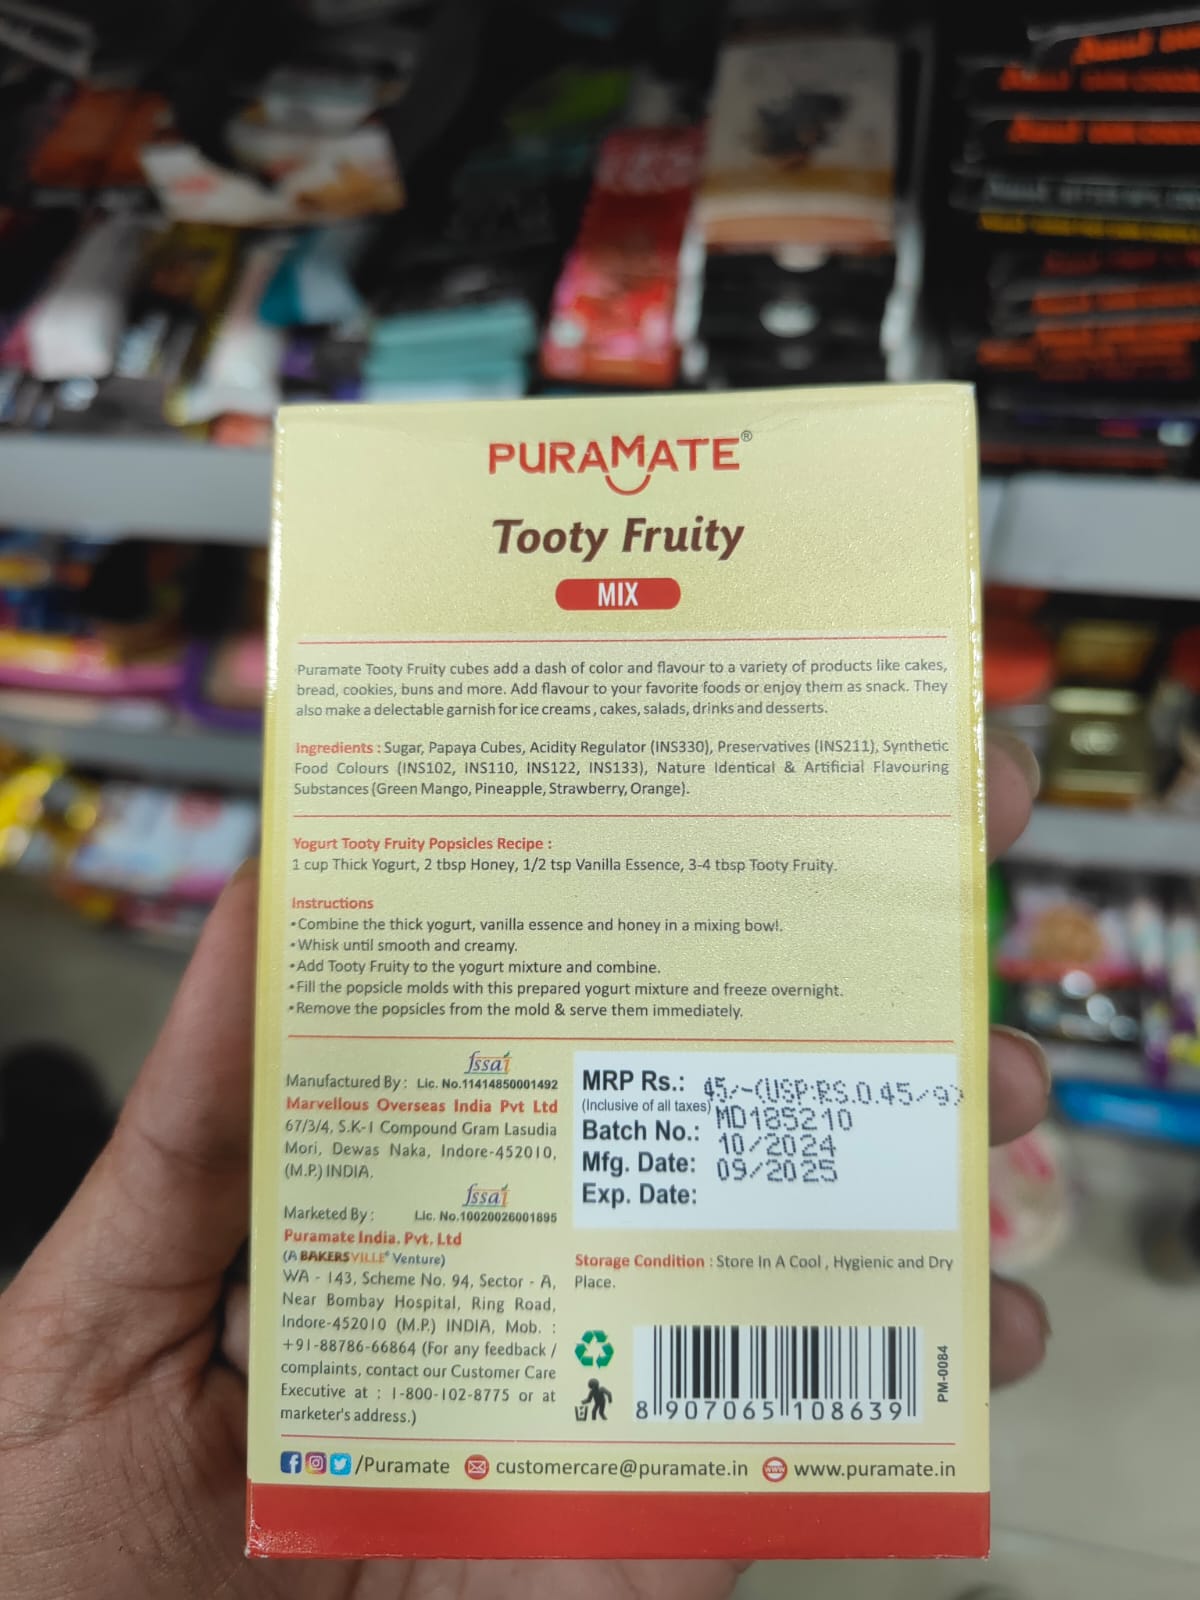 PURAMATE®
Tooty Fruity
MIX
Puramate Tooty Fruity cubes add a dash of color and flavour to a variety of products like cakes,
bread, cookies, buns and more. Add flavour to your favorite foods or enjoy them as snack. They
also make a delectable garnish for ice creams , cakes, salads, drinks and desserts.
Ingredients : Sugar, Papaya Cubes, Acidity Regulator (INS330), Preservatives (INS211), Synthetic
Food Colours (INS102, INS110, INS122, INS133), Nature Identical & Artificial Flavouring
Substances (Green Mango, Pineapple, Strawberry, Orange).
Yogurt Tooty Fruity Popsicles Recipe :
1 cup Thick Yogurt, 2 tbsp Honey, 1/2 tsp Vanilla Essence, 3-4 tbsp Tooty Fruity.
Instructions
•Combine the thick yogurt, vanilla essence and honey in a mixing bowl.
•Whisk until smooth and creamy.
•Add Tooty Fruity to the yogurt mixture and combine.
•Fill the popsicle molds with this prepared yogurt mixture and freeze overnight.
•Remove the popsicles from the mold & serve them immediately.
fssai
Manufactured By : Lic. No.11414850001492
Marvellous Overseas India Pvt Ltd
67/3/4, S.K-1 Compound Gram Lasudia
Mori, Dewas Naka, Indore-452010,
(M.P.) INDIA.
fssai
Marketed By : Lic. No.10020026001895
Puramate India. Pvt. Ltd
(A BAKERSVILLE® Venture)
WA - 143, Scheme No. 94, Sector - A,
Near Bombay Hospital, Ring Road,
Indore-452010 (M.P.) INDIA, Mob. :
+91-88786-66864 (For any feedback /
complaints, contact our Customer Care
Executive at : 1-800-102-8775 or at
marketer's address.)
MRP Rs.: 45/-(USP:RS.0.45/g)
(Inclusive of all taxes)
Batch No.: MD185210
Mfg. Date: 10/2024
Exp. Date: 09/2025
Storage Condition : Store In A Cool , Hygienic and Dry
Place.
8 907065 108639
PM-0084
/Puramate customercare@puramate.in www.puramate.in